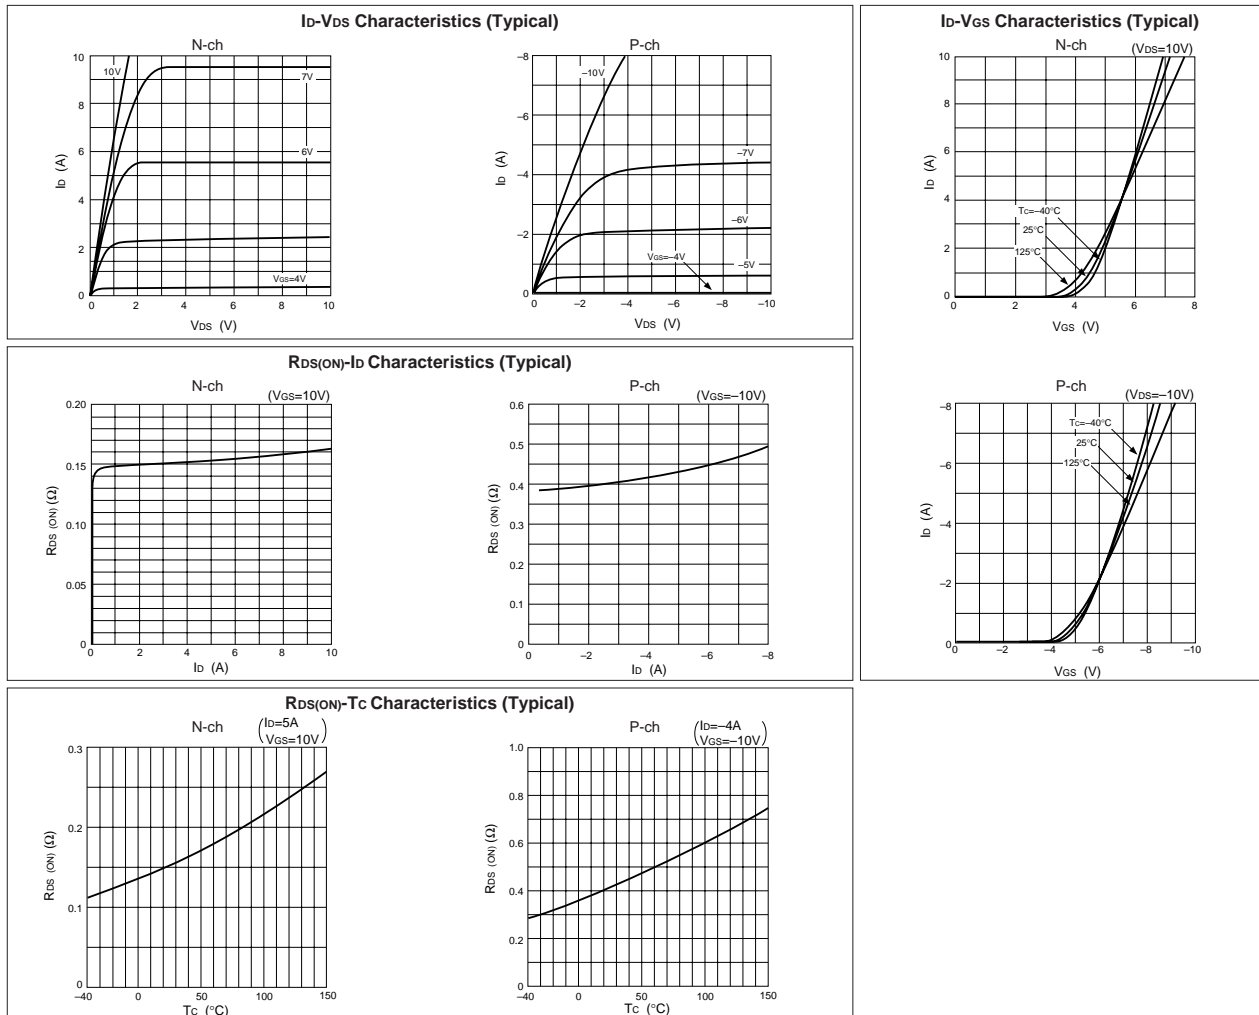 ID-VDS Characteristics (Typical)
N-ch
10
8
6
4
2
0
ID (A)
10V
7V
6V
VGS=4V
0 2 4 6 8 10
VDS (V)
P-ch
–8
–6
–4
–2
0
ID (A)
–10V
–7V
–6V
VGS=–4V
–5V
0 –2 –4 –6 –8 –10
VDS (V)
ID-VGS Characteristics (Typical)
N-ch
(VDS=10V)
10
8
6
4
2
0
ID (A)
TC=–40°C
25°C
125°C
2 4 6 8
VGS (V)
P-ch
(VDS=–10V)
–8
–6
–4
–2
0
ID (A)
TC=–40°C
25°C
125°C
0 –2 –4 –6 –8 –10
VGS (V)
RDS(ON)-ID Characteristics (Typical)
N-ch
(VGS=10V)
0.20
0.15
0.10
0.05
0
RDS (ON) (Ω)
0 2 4 6 8 10
ID (A)
P-ch
(VGS=–10V)
0.6
0.5
0.4
0.3
0.2
0.1
0
RDS (ON) (Ω)
0 –2 –4 –6 –8
ID (A)
RDS(ON)-TC Characteristics (Typical)
N-ch
(ID=5A
VGS=10V)
0.3
0.2
0.1
0
RDS (ON) (Ω)
–40 0 50 100 150
TC (°C)
P-ch
(ID=–4A
VGS=–10V)
1.0
0.8
0.6
0.4
0.2
0
RDS (ON) (Ω)
–40 0 50 100 150
TC (°C)